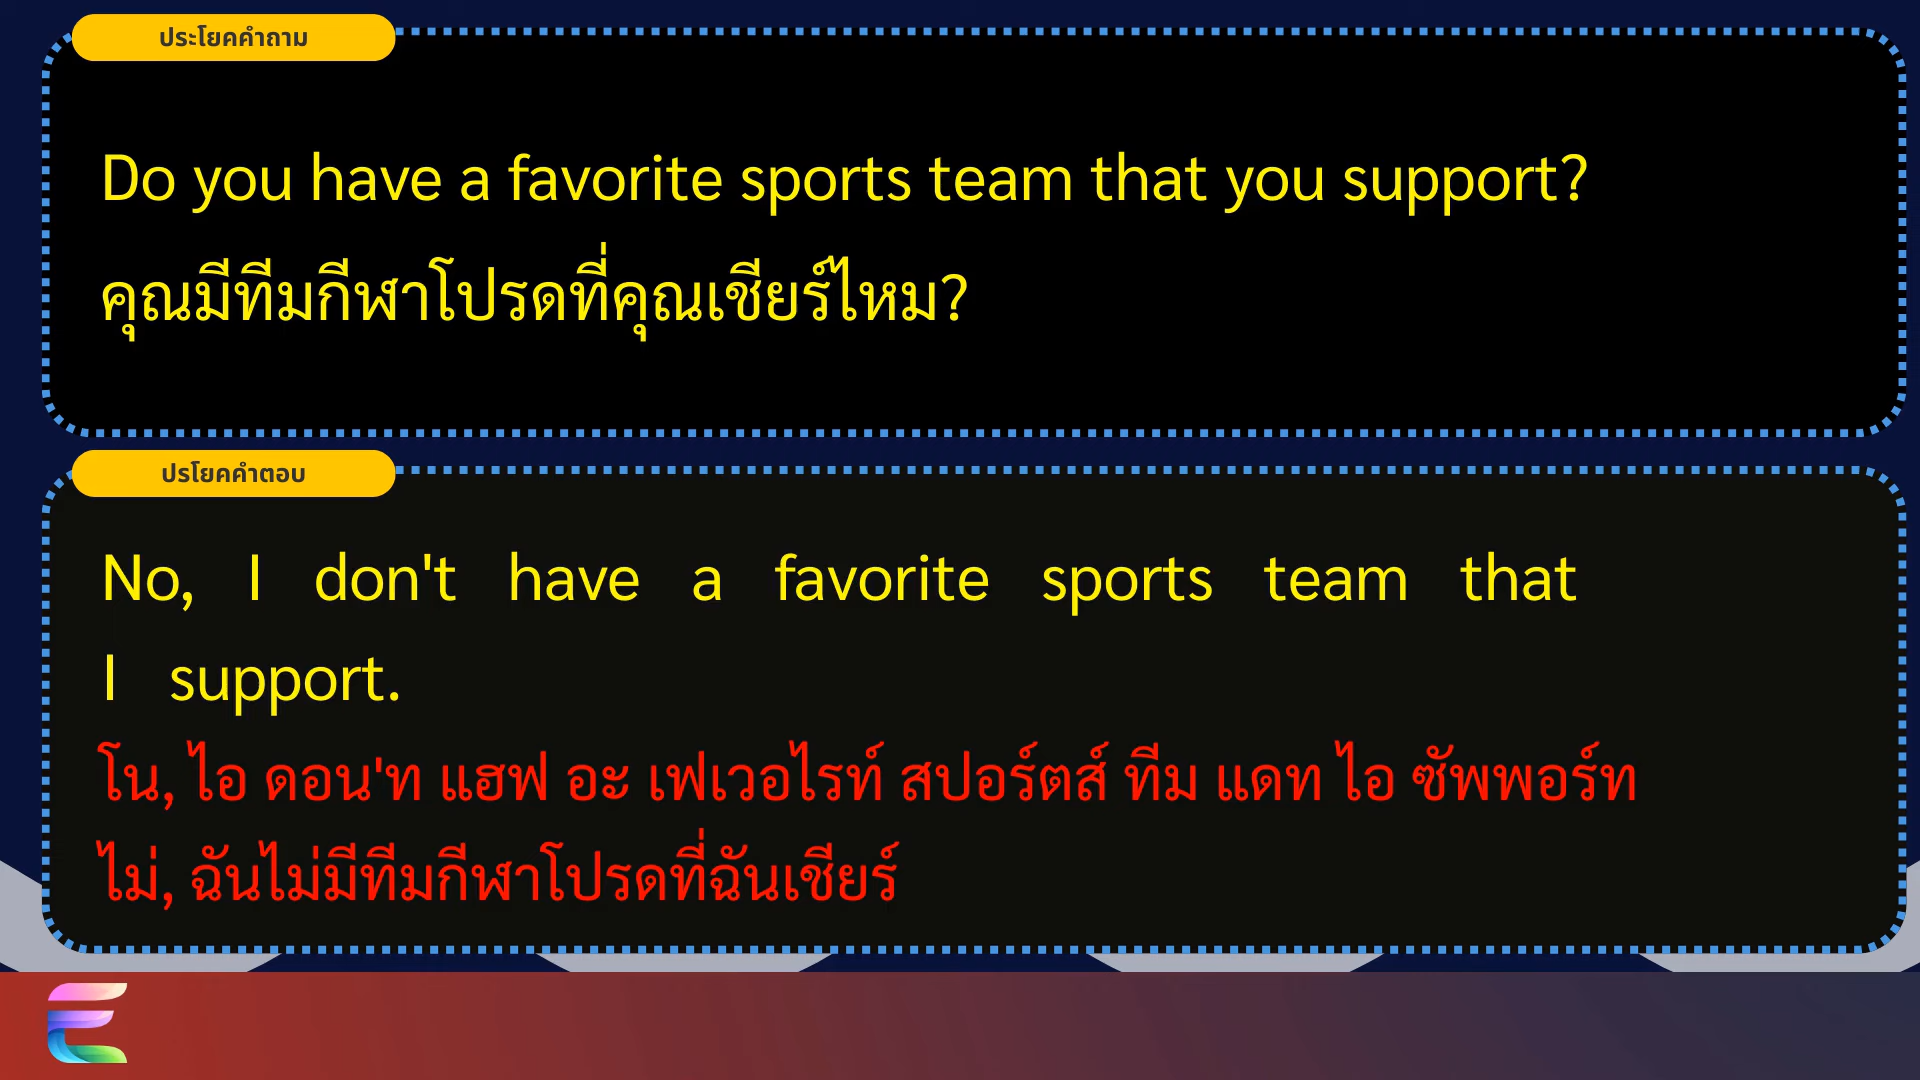 ประโยคคำถาม
Do you have a favorite sports team that you support?
คุณมีทีมกีฬาโปรดที่คุณเชียร์ไหม?
ปรโยคคำตอบ
No, I don't have a favorite sports team that
I support.
โน, ไอ ดอน'ท แฮฟ อะ เฟเวอไรท์ สปอร์ตส์ ทีม แดท ไอ ซัพพอร์ท
ไม่, ฉันไม่มีทีมกีฬาโปรดที่ฉันเชียร์